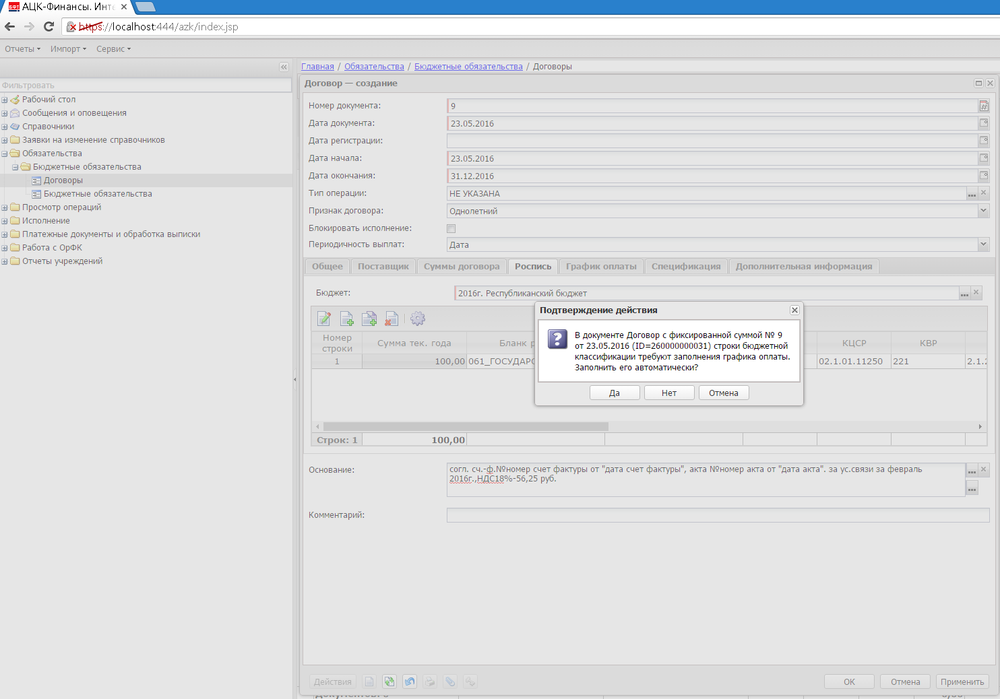 БФТ АЦК-Финансы. Инте
https://localhost:444/azk/index.jsp
Отчеты Импорт Сервис
Главная / Обязательства / Бюджетные обязательства / Договоры
Фильтровать
Рабочий стол
Сообщения и оповещения
Справочники
Заявки на изменение справочников
Обязательства
Бюджетные обязательства
Договоры
Бюджетные обязательства
Просмотр операций
Исполнение
Платежные документы и обработка выписки
Работа с ОрФК
Отчеты учреждений
Договор — создание
Номер документа: 9
Дата документа: 23.05.2016
Дата регистрации:
Дата начала: 23.05.2016
Дата окончания: 31.12.2016
Тип операции: НЕ УКАЗАНА
Признак договора: Однолетний
Блокировать исполнение:
Периодичность выплат: Дата
Общее Поставщик Суммы договора Роспись График оплаты Спецификация Дополнительная информация
Бюджет: 2016г. Республиканский бюджет
Номер строки Сумма тек. года Бланк р КЦСР КВР
1 100,00 061_ГОСУДАРС 02.1.01.11250 221 2.1.2
Строк: 1 100,00
Подтверждение действия
В документе Договор с фиксированной суммой № 9
от 23.05.2016 (ID=260000000031) строки бюджетной
классификации требуют заполнения графика оплаты.
Заполнить его автоматически?
Да Нет Отмена
Основание: согл. сч.-ф.№номер счет фактуры от "дата счет фактуры", акта №номер акта от "дата акта". за ус.связи за февраль
2016г.,НДС18%-56,25 руб.
Комментарий:
Действия ОК Отмена Применить